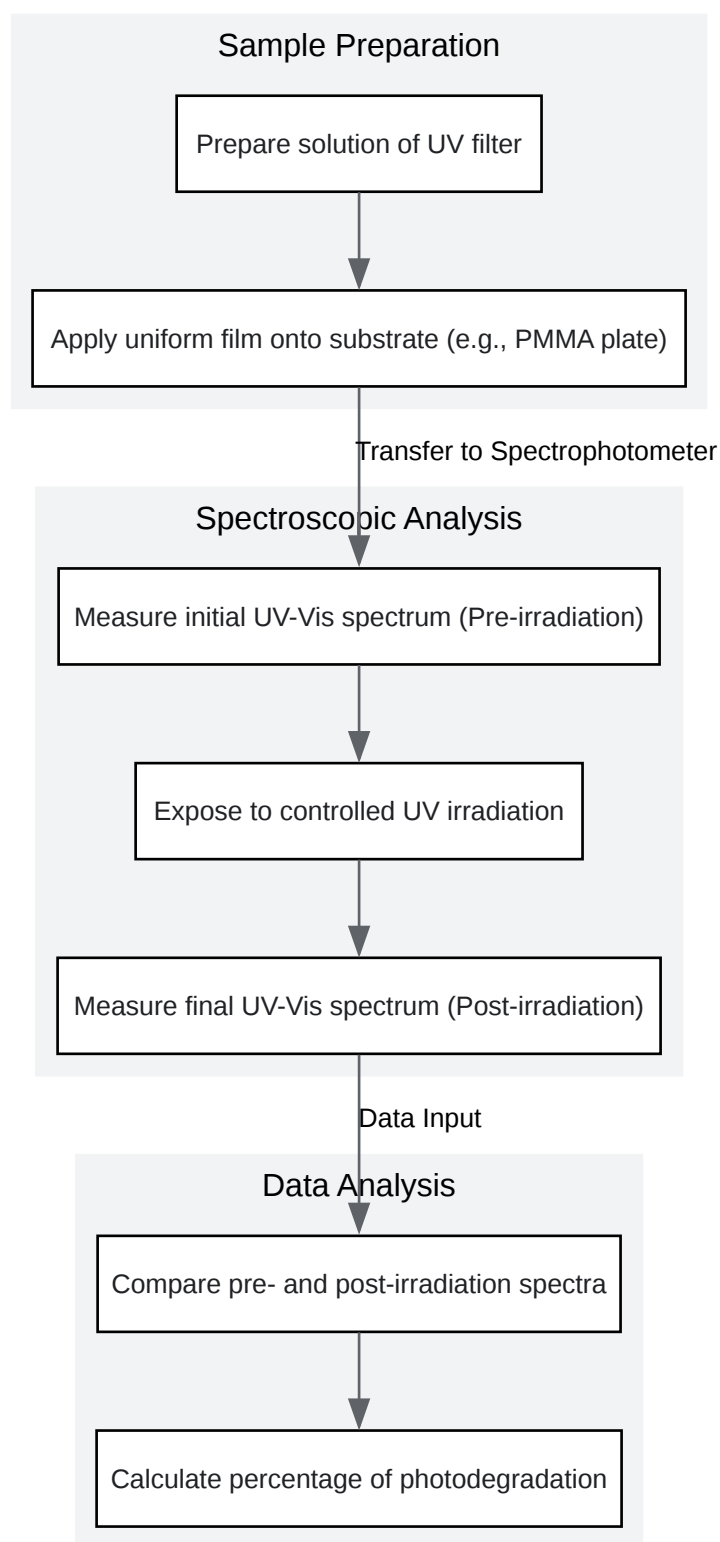 Sample Preparation
Prepare solution of UV filter
Apply uniform film onto substrate (e.g., PMMA plate)
Transfer to Spectrophotometer
Spectroscopic Analysis
Measure initial UV-Vis spectrum (Pre-irradiation)
Expose to controlled UV irradiation
Measure final UV-Vis spectrum (Post-irradiation)
Data Input
Data Analysis
Compare pre- and post-irradiation spectra
Calculate percentage of photodegradation